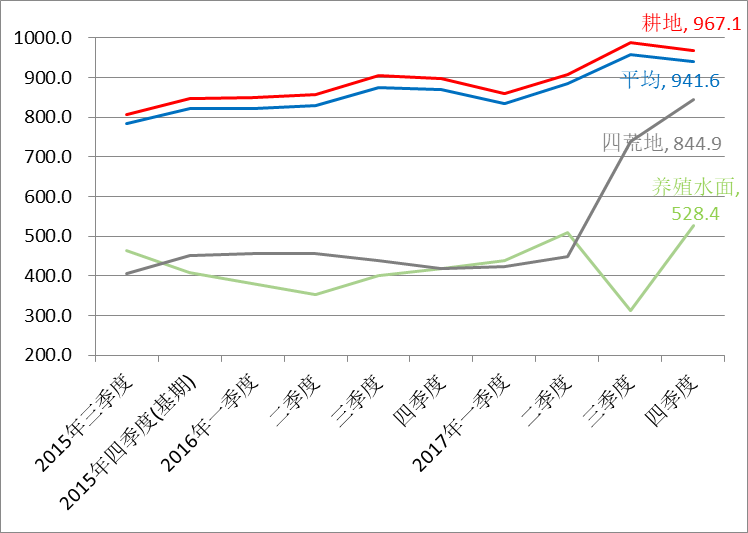 耕地, 967.1
1000.0
900.0
平均, 941.6
800.0
四荒地, 844.9
700.0
养殖水面,
528.4
600.0
500.0
400.0
300.0
200.0
2015年三季度
2015年四季度(基期)
2016年一季度
二季度
三季度
四季度
2017年一季度
二季度
三季度
四季度